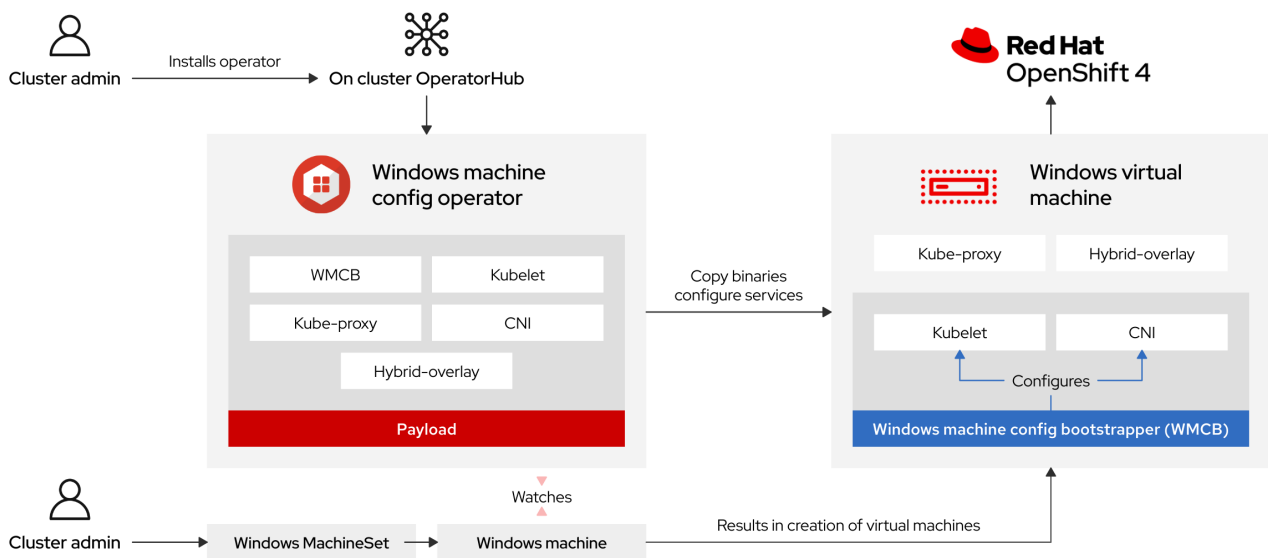 Cluster admin
Installs operator
On cluster OperatorHub
Red Hat
OpenShift 4
Windows machine
config operator
WMCB
Kubelet
Kube-proxy
CNI
Hybrid-overlay
Payload
Copy binaries
configure services
Windows virtual
machine
Kube-proxy
Hybrid-overlay
Kubelet
CNI
Configures
Windows machine config bootstrapper (WMCB)
Watches
Cluster admin
Windows MachineSet
Windows machine
Results in creation of virtual machines